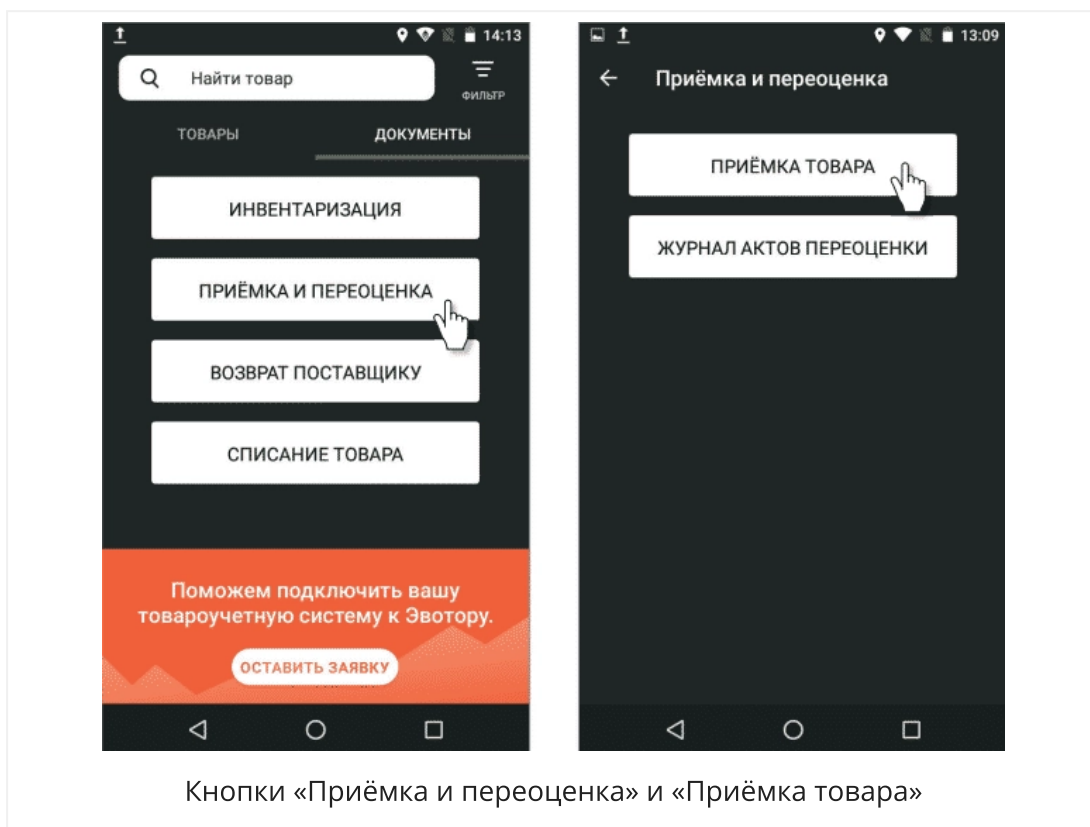 14:13
Найти товар
ФИЛЬТР
ТОВАРЫ
ДОКУМЕНТЫ
ИНВЕНТАРИЗАЦИЯ
ПРИЁМКА И ПЕРЕОЦЕНКА
ВОЗВРАТ ПОСТАВЩИКУ
СПИСАНИЕ ТОВАРА
Поможем подключить вашу
товароучетную систему к Эвотору.
ОСТАВИТЬ ЗАЯВКУ
13:09
Приёмка и переоценка
ПРИЁМКА ТОВАРА
ЖУРНАЛ АКТОВ ПЕРЕОЦЕНКИ
Кнопки «Приёмка и переоценка» и «Приёмка товара»